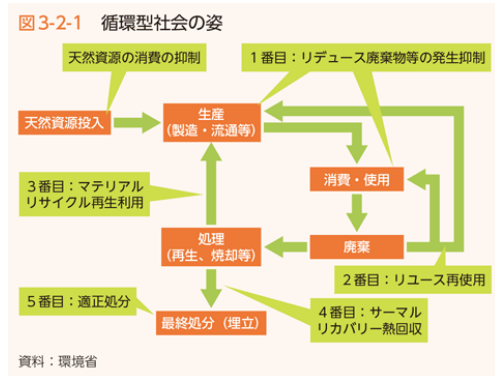 図3-2-1 循環型社会の姿
天然資源の消費の抑制
1番目：リデュース廃棄物等の発生抑制
天然資源投入
生産
（製造・流通等）
3番目：マテリアル
リサイクル再生利用
消費・使用
処理
（再生、焼却等）
廃棄
2番目：リユース再使用
5番目：適正処分
最終処分（埋立）
4番目：サーマル
リカバリー熱回収
資料：環境省